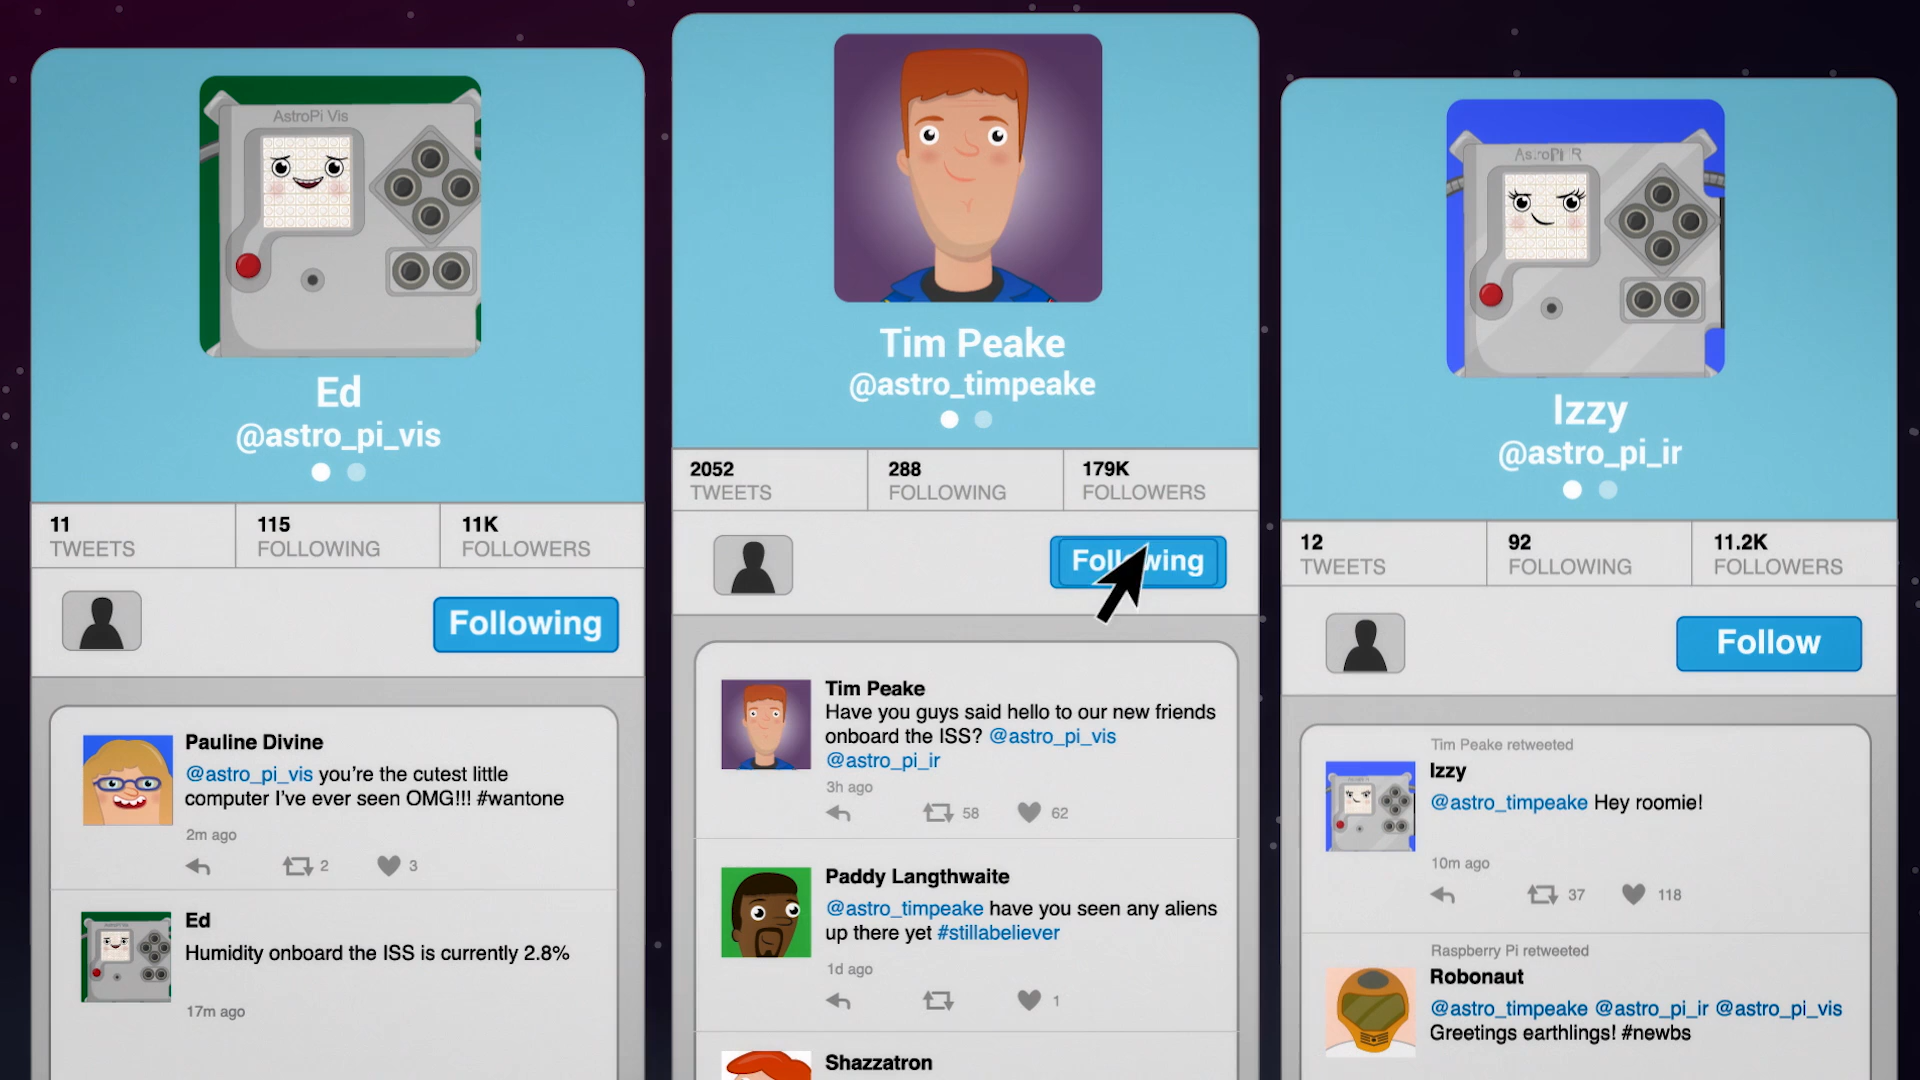 AstroPi Vis
Ed
@astro_pi_vis
11
TWEETS
115
FOLLOWING
11K
FOLLOWERS
Following
Pauline Divine
@astro_pi_vis you're the cutest little
computer I've ever seen OMG!!! #wantone
2m ago
2
3
Ed
Humidity onboard the ISS is currently 2.8%
17m ago
Tim Peake
@astro_timpeake
2052
TWEETS
288
FOLLOWING
179K
FOLLOWERS
Following
Tim Peake
Have you guys said hello to our new friends
onboard the ISS? @astro_pi_vis
@astro_pi_ir
3h ago
58
62
Paddy Langthwaite
@astro_timpeake have you seen any aliens
up there yet #stillabeliever
1d ago
1
Shazzatron
AstroPi IR
Izzy
@astro_pi_ir
12
TWEETS
92
FOLLOWING
11.2K
FOLLOWERS
Follow
Tim Peake retweeted
Izzy
@astro_timpeake Hey roomie!
10m ago
37
118
Raspberry Pi retweeted
Robonaut
@astro_timpeake @astro_pi_ir @astro_pi_vis
Greetings earthlings! #newbs